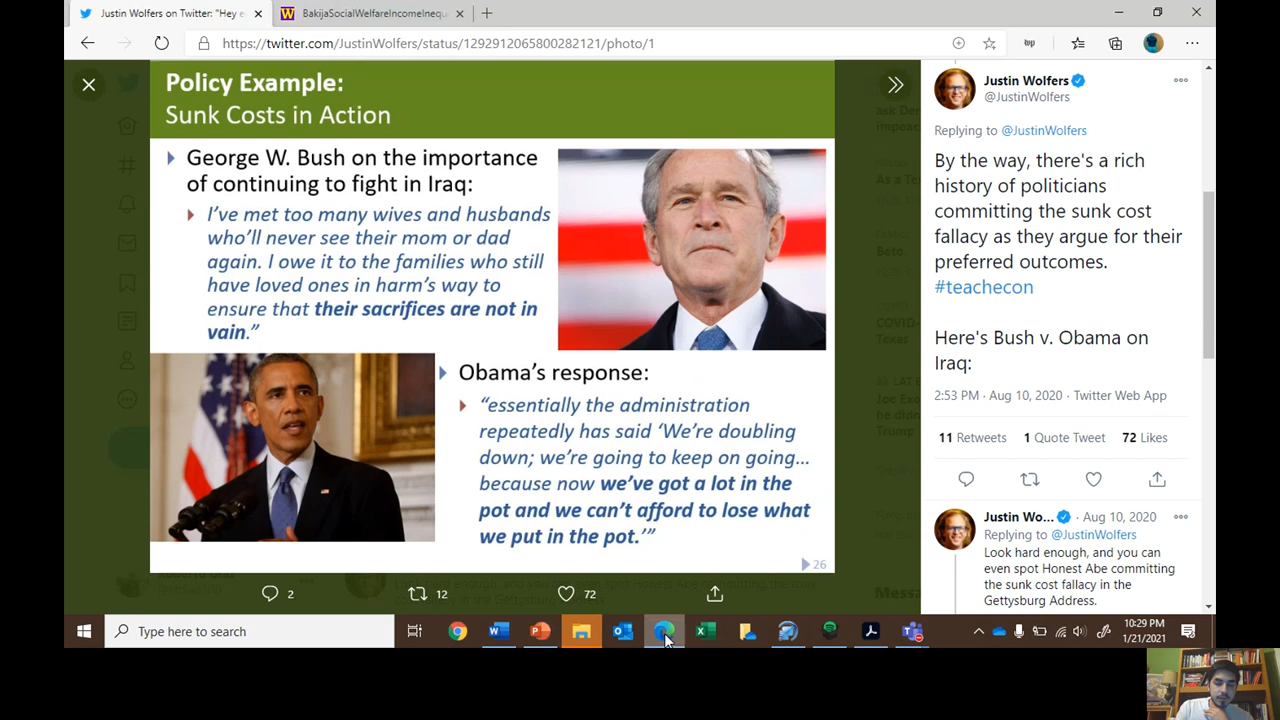 Justin Wolfers on Twitter: "Hey e
BakijaSocialWelfareIncomeInequ
https://twitter.com/JustinWolfers/status/1292912065800282121/photo/1
Policy Example:
Sunk Costs in Action
George W. Bush on the importance
of continuing to fight in Iraq:
I've met too many wives and husbands
who'll never see their mom or dad
again. I owe it to the families who still
have loved ones in harm's way to
ensure that their sacrifices are not in
vain."
Obama's response:
"essentially the administration
repeatedly has said 'We're doubling
down; we're going to keep on going...
because now we've got a lot in the
pot and we can't afford to lose what
we put in the pot.'"
26
2
12
72
Justin Wolfers
@JustinWolfers
Replying to @JustinWolfers
By the way, there's a rich
history of politicians
committing the sunk cost
fallacy as they argue for their
preferred outcomes.
#teachecon
Here's Bush v. Obama on
Iraq:
2:53 PM · Aug 10, 2020 · Twitter Web App
11 Retweets 1 Quote Tweet 72 Likes
Justin Wo... · Aug 10, 2020
Replying to @JustinWolfers
Look hard enough, and you can
even spot Honest Abe committing
the sunk cost fallacy in the
Gettysburg Address.
Type here to search
10:29 PM
1/21/2021